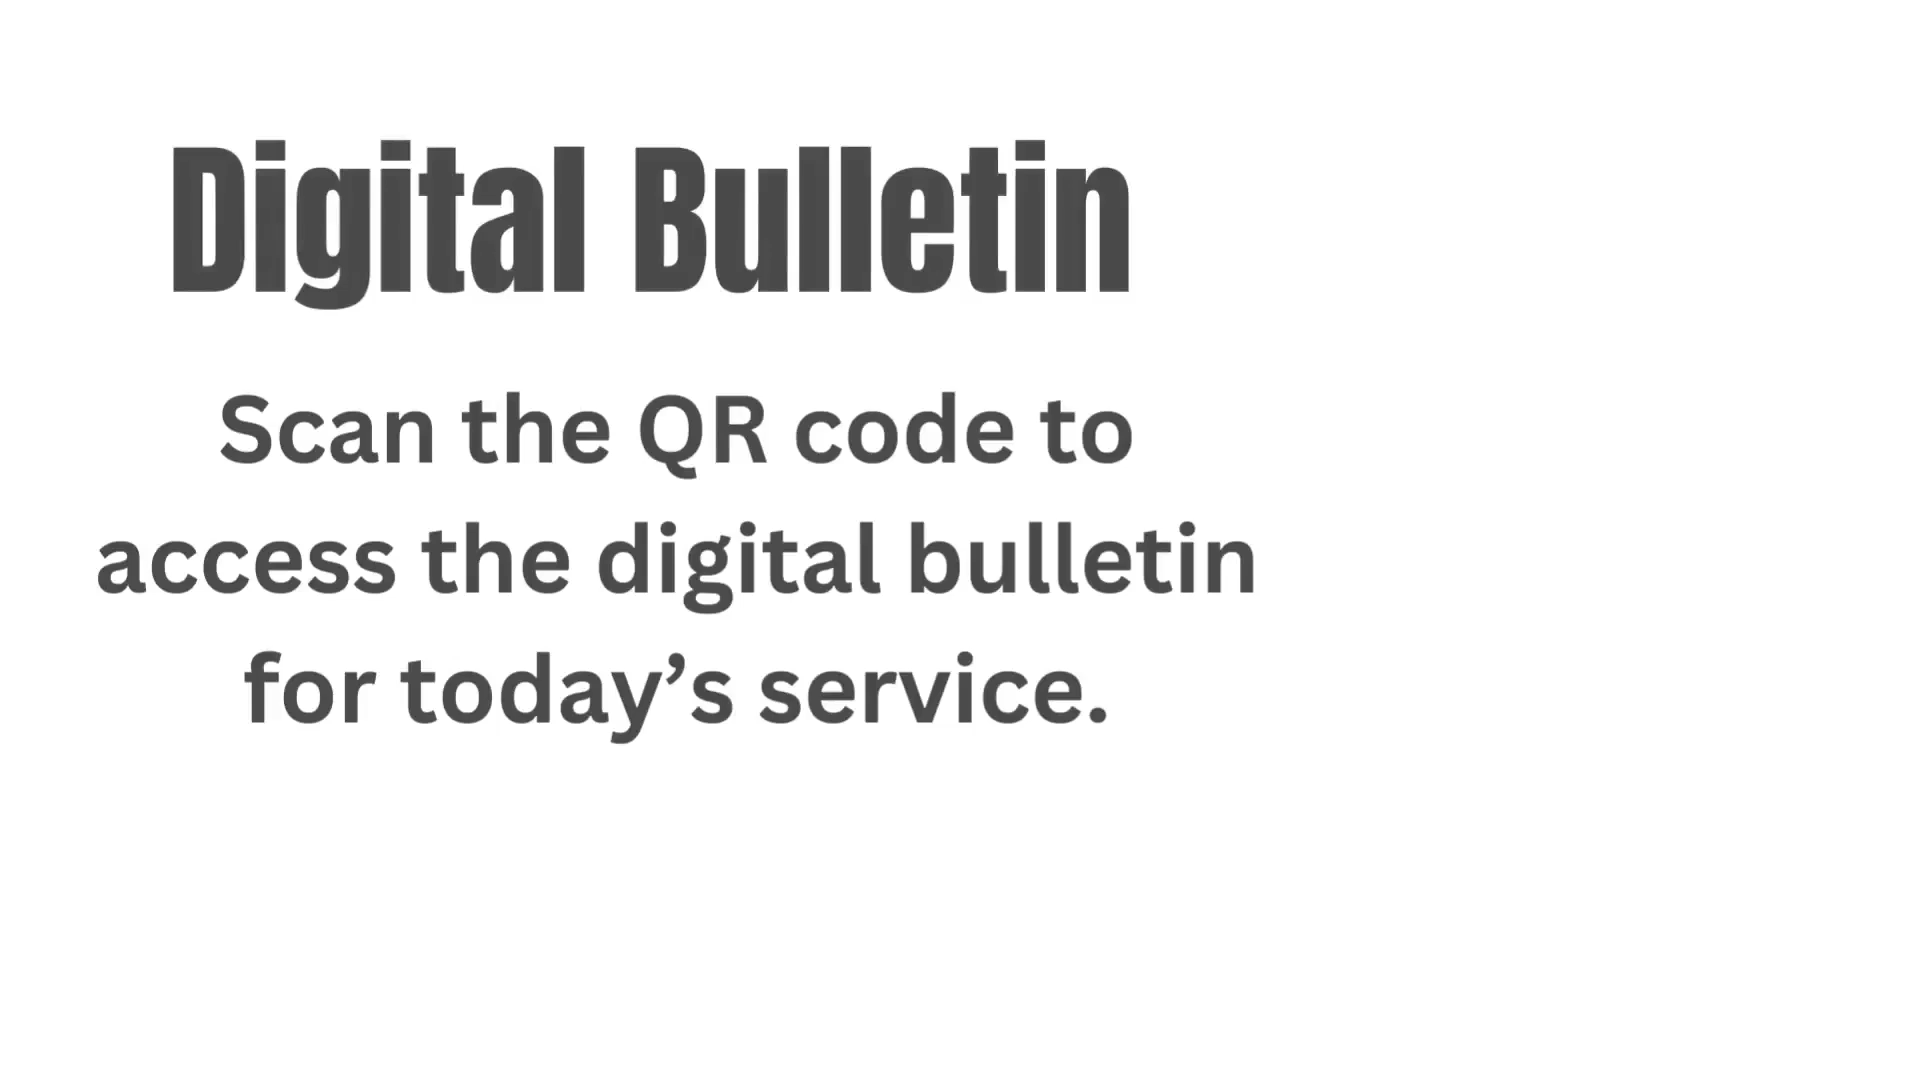 Digital Bulletin
Scan the QR code to
access the digital bulletin
for today’s service.